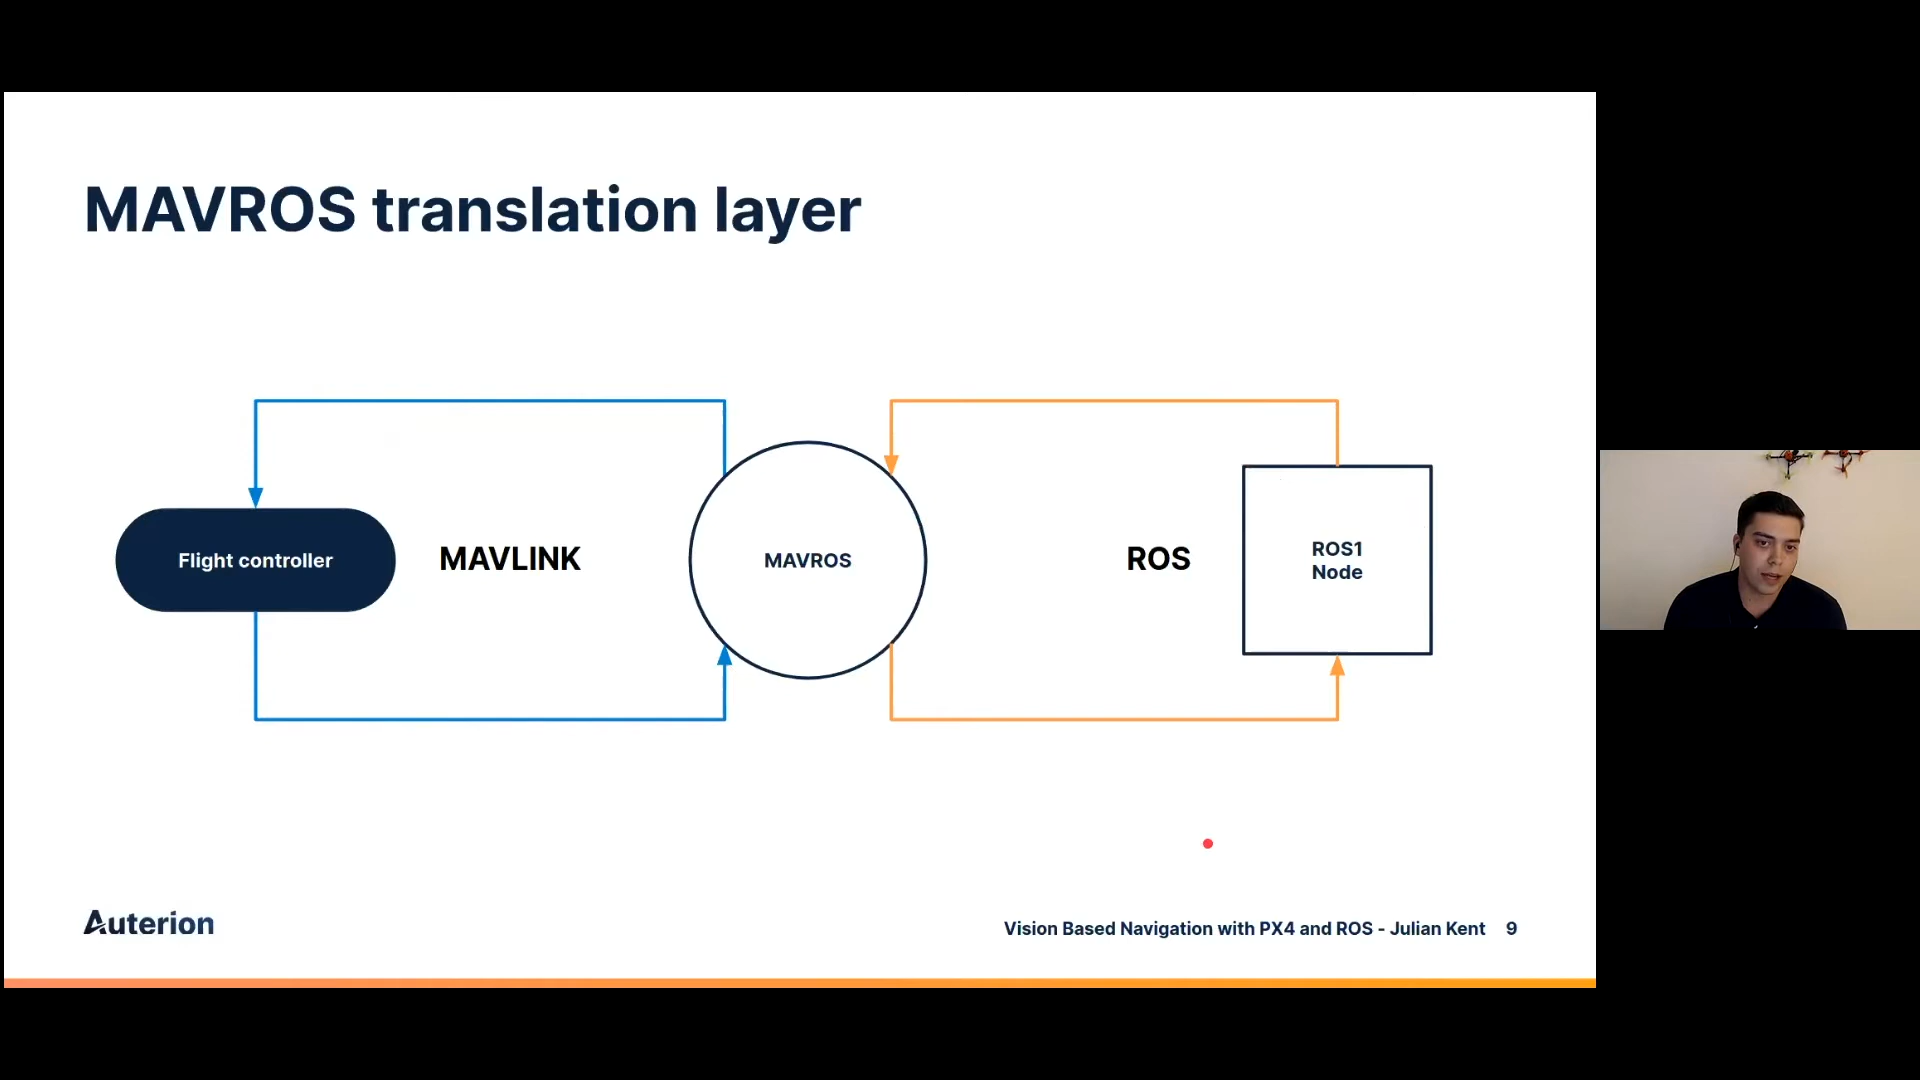 MAVROS translation layer
Flight controller
MAVLINK
MAVROS
ROS
ROS1
Node
Auterion
Vision Based Navigation with PX4 and ROS - Julian Kent 9